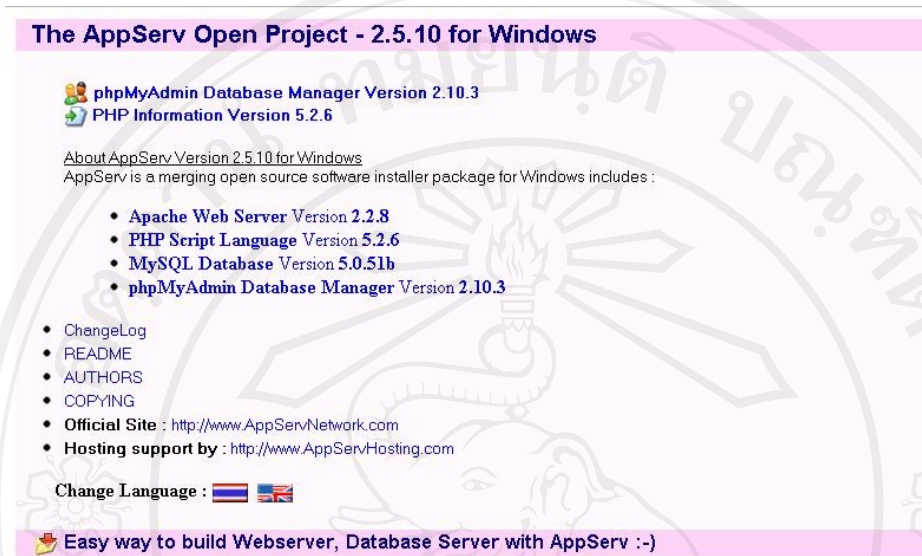 The AppServ Open Project - 2.5.10 for Windows
phpMyAdmin Database Manager Version 2.10.3
PHP Information Version 5.2.6
About AppServ Version 2.5.10 for Windows
AppServ is a merging open source software installer package for Windows includes :
• Apache Web Server Version 2.2.8
• PHP Script Language Version 5.2.6
• MySQL Database Version 5.0.51b
• phpMyAdmin Database Manager Version 2.10.3
• ChangeLog
• README
• AUTHORS
• COPYING
• Official Site : http://www.AppServNetwork.com
• Hosting support by : http://www.AppServHosting.com
Change Language :
Easy way to build Webserver, Database Server with AppServ :-)